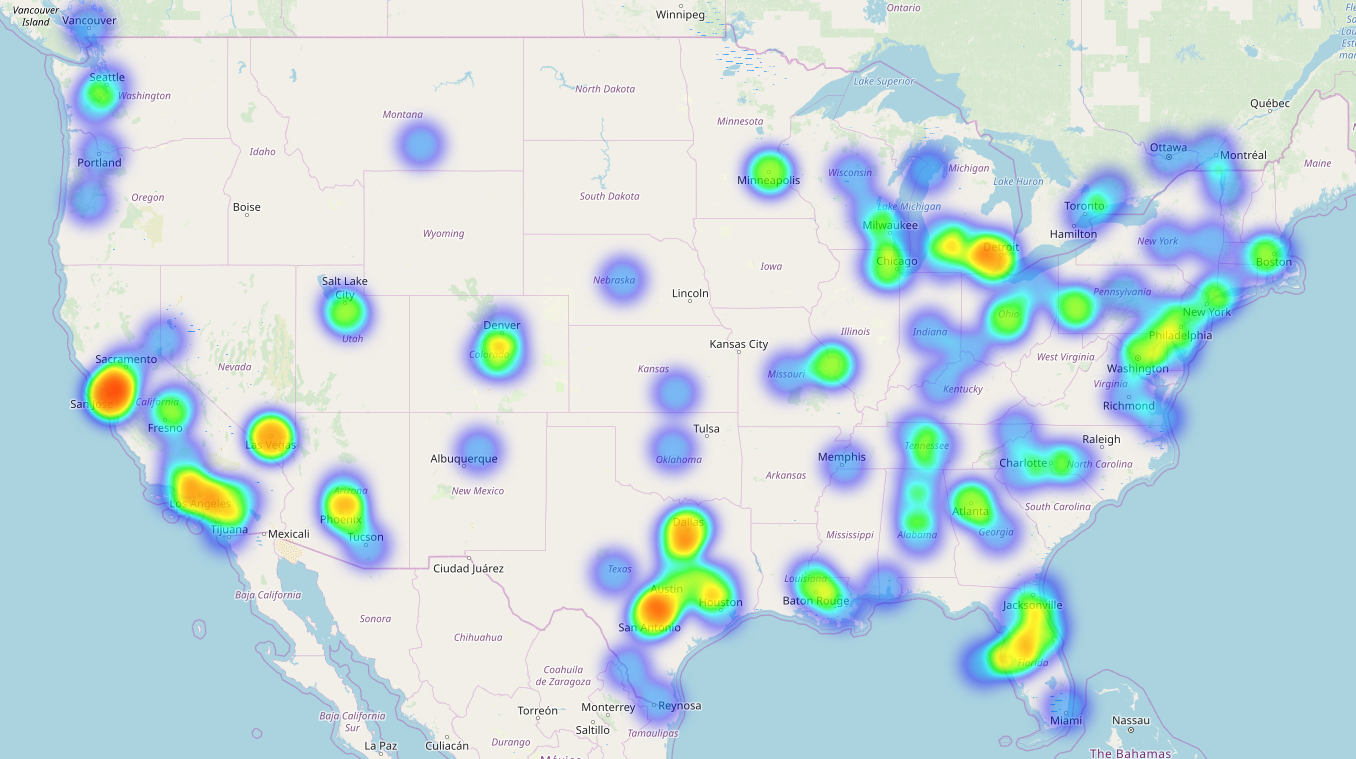 Vancouver
Island
Vancouver
Winnipeg
Ontario
Seattle
Washington
Montana
North Dakota
Minnesota
Lake Superior
Québec
Portland
Idaho
Oregon
Boise
South Dakota
Minneapolis
Wisconsin
Michigan
Lake Huron
Ottawa
Montréal
Maine
Wyoming
Lake Michigan
Milwaukee
Toronto
Hamilton
New York
Detroit
Chicago
Boston
Iowa
Nebraska
Lincoln
Salt Lake
City
Utah
Pennsylvania
New York
Ohio
Denver
Colorado
Illinois
Indiana
Philadelphia
Kansas City
Sacramento
Nevada
West Virginia
Washington
Kansas
Missouri
Kentucky
Virginia
Richmond
San Jose
California
Fresno
Las Vegas
Tulsa
Albuquerque
Oklahoma
Memphis
Tennessee
Raleigh
Charlotte
North Carolina
Arkansas
Arizona
New Mexico
Los Angeles
Phoenix
Tijuana
Mexicali
Tucson
Dallas
Atlanta
South Carolina
Georgia
Alabama
Mississippi
Ciudad Juárez
Texas
Louisiana
Austin
Houston
Baton Rouge
Jacksonville
San Antonio
Baja California
Sonora
Chihuahua
Coahuila
de Zaragoza
Florida
Torreón
Monterrey
Reynosa
Saltillo
Tamaulipas
Miami
Nassau
Baja California
Sur
La Paz
Culiacán
Durango
México
The Bahamas